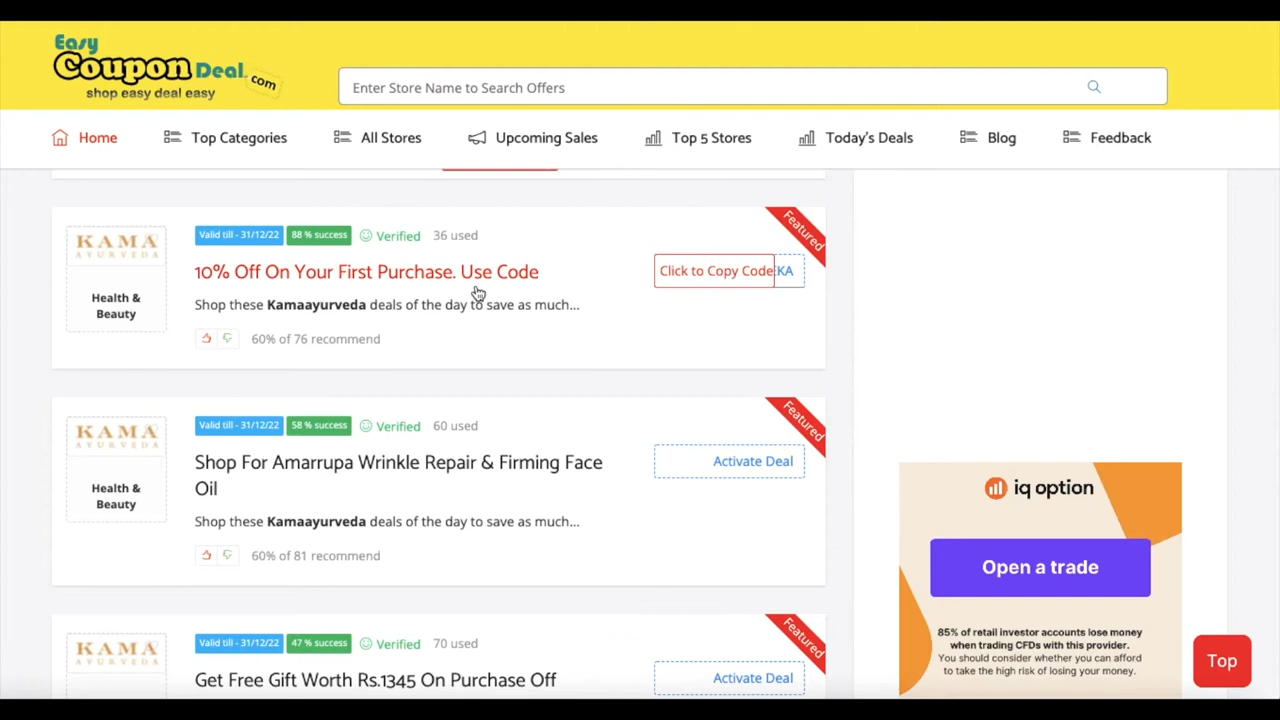 Easy
Coupon Deal.com
shop easy deal easy
Enter Store Name to Search Offers
Home
Top Categories
All Stores
Upcoming Sales
Top 5 Stores
Today's Deals
Blog
Feedback
KAMA
AYURVEDA
Health &
Beauty
Valid till - 31/12/22
88 % success
Verified
36 used
10% Off On Your First Purchase. Use Code
Shop these Kamaayurveda deals of the day to save as much...
60% of 76 recommend
Featured
Click to Copy Code
KA
KAMA
AYURVEDA
Health &
Beauty
Valid till - 31/12/22
58 % success
Verified
60 used
Shop For Amarrupa Wrinkle Repair & Firming Face
Oil
Shop these Kamaayurveda deals of the day to save as much...
60% of 81 recommend
Featured
Activate Deal
KAMA
AYURVEDA
Valid till - 31/12/22
47 % success
Verified
70 used
Get Free Gift Worth Rs.1345 On Purchase Off
Featured
Activate Deal
iq option
Open a trade
85% of retail investor accounts lose money
when trading CFDs with this provider.
You should consider whether you can afford
to take the high risk of losing your money.
Top